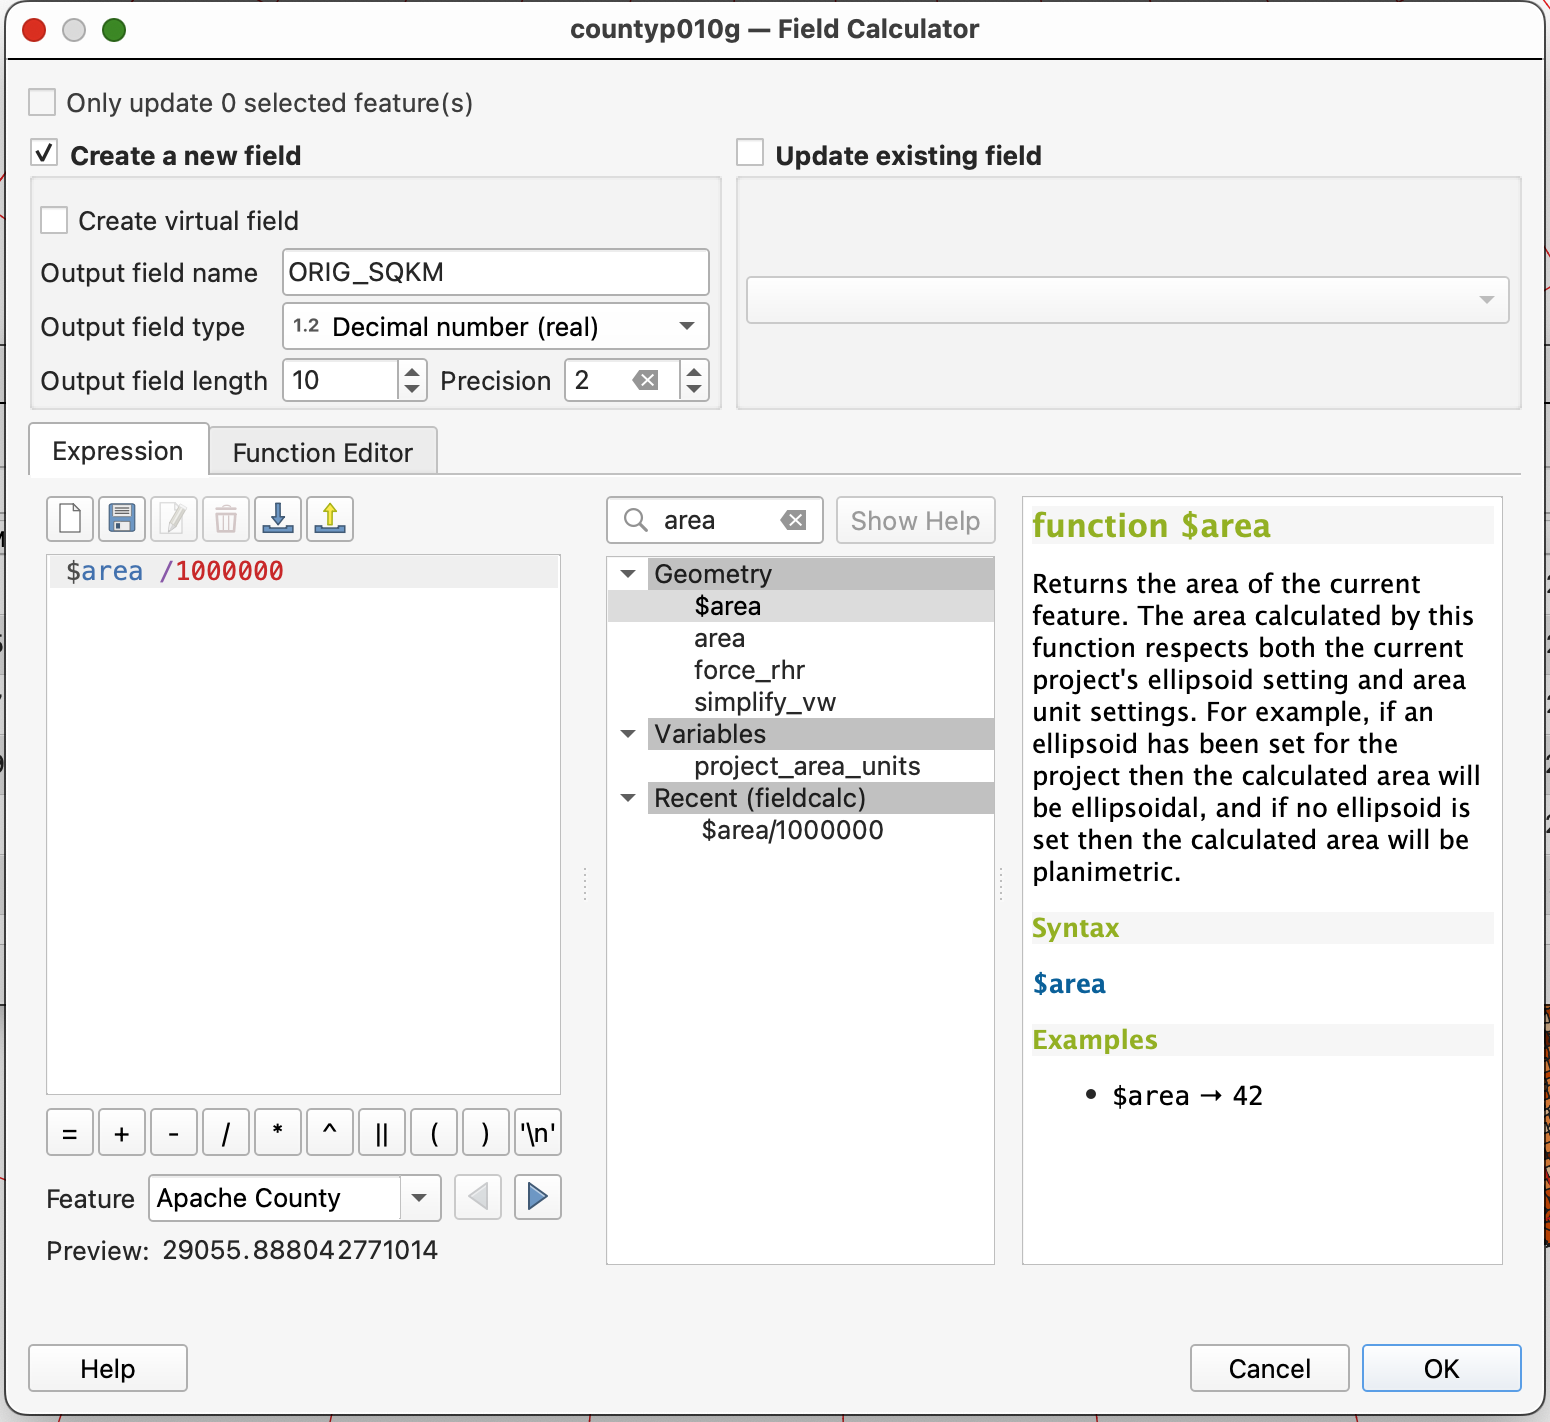 countyp010g — Field Calculator
Only update 0 selected feature(s)
Create a new field
Update existing field
Create virtual field
Output field name ORIG_SQKM
Output field type 1.2 Decimal number (real)
Output field length 10 Precision 2
Expression Function Editor
$area /1000000
= + - / * ^ || ( ) '\n'
Feature Apache County
Preview: 29055.888042771014
area Show Help
Geometry
$area
area
force_rhr
simplify_vw
Variables
project_area_units
Recent (fieldcalc)
$area/1000000
function $area
Returns the area of the current
feature. The area calculated by this
function respects both the current
project's ellipsoid setting and area
unit settings. For example, if an
ellipsoid has been set for the
project then the calculated area will
be ellipsoidal, and if no ellipsoid is
set then the calculated area will be
planimetric.
Syntax
$area
Examples
• $area → 42
Help Cancel OK